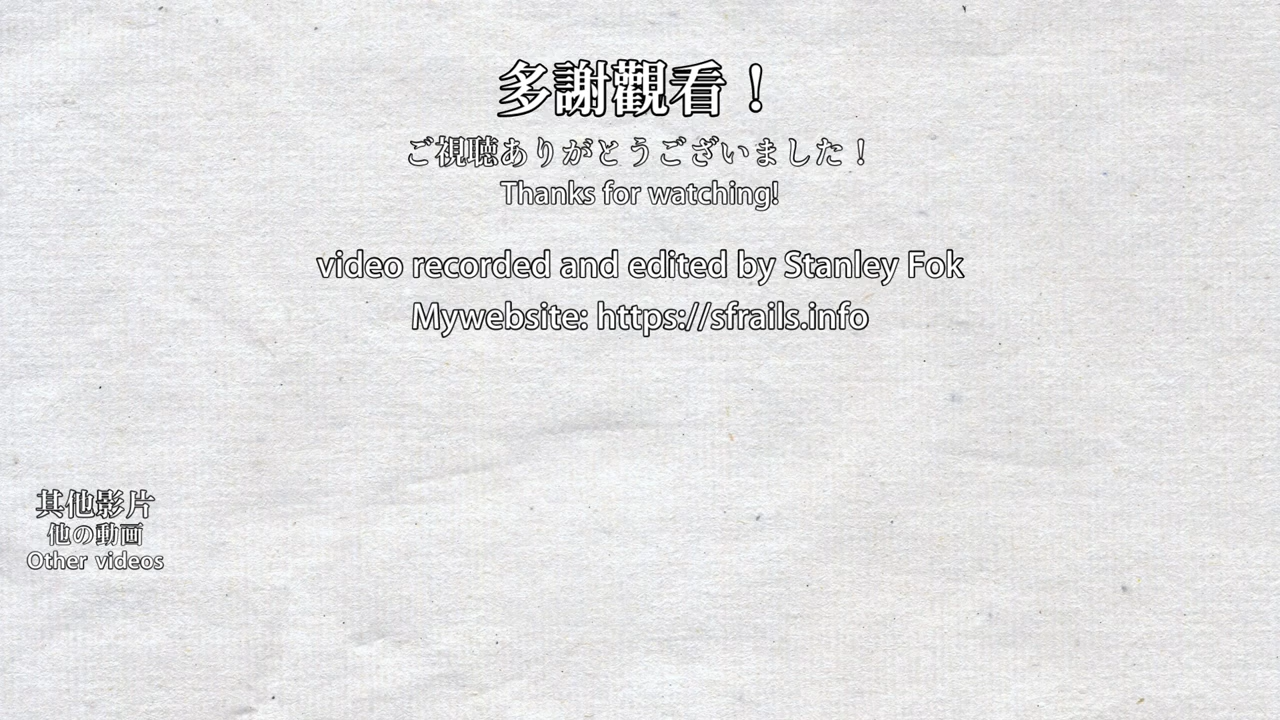 多謝觀看！
ご視聴ありがとうございました！
Thanks for watching!
video recorded and edited by Stanley Fok
Mywebsite: https://sfrails.info
其他影片
他の動画
Other videos